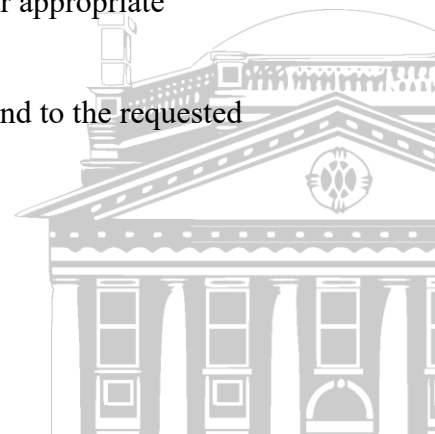 r appropriate
nd to the requested